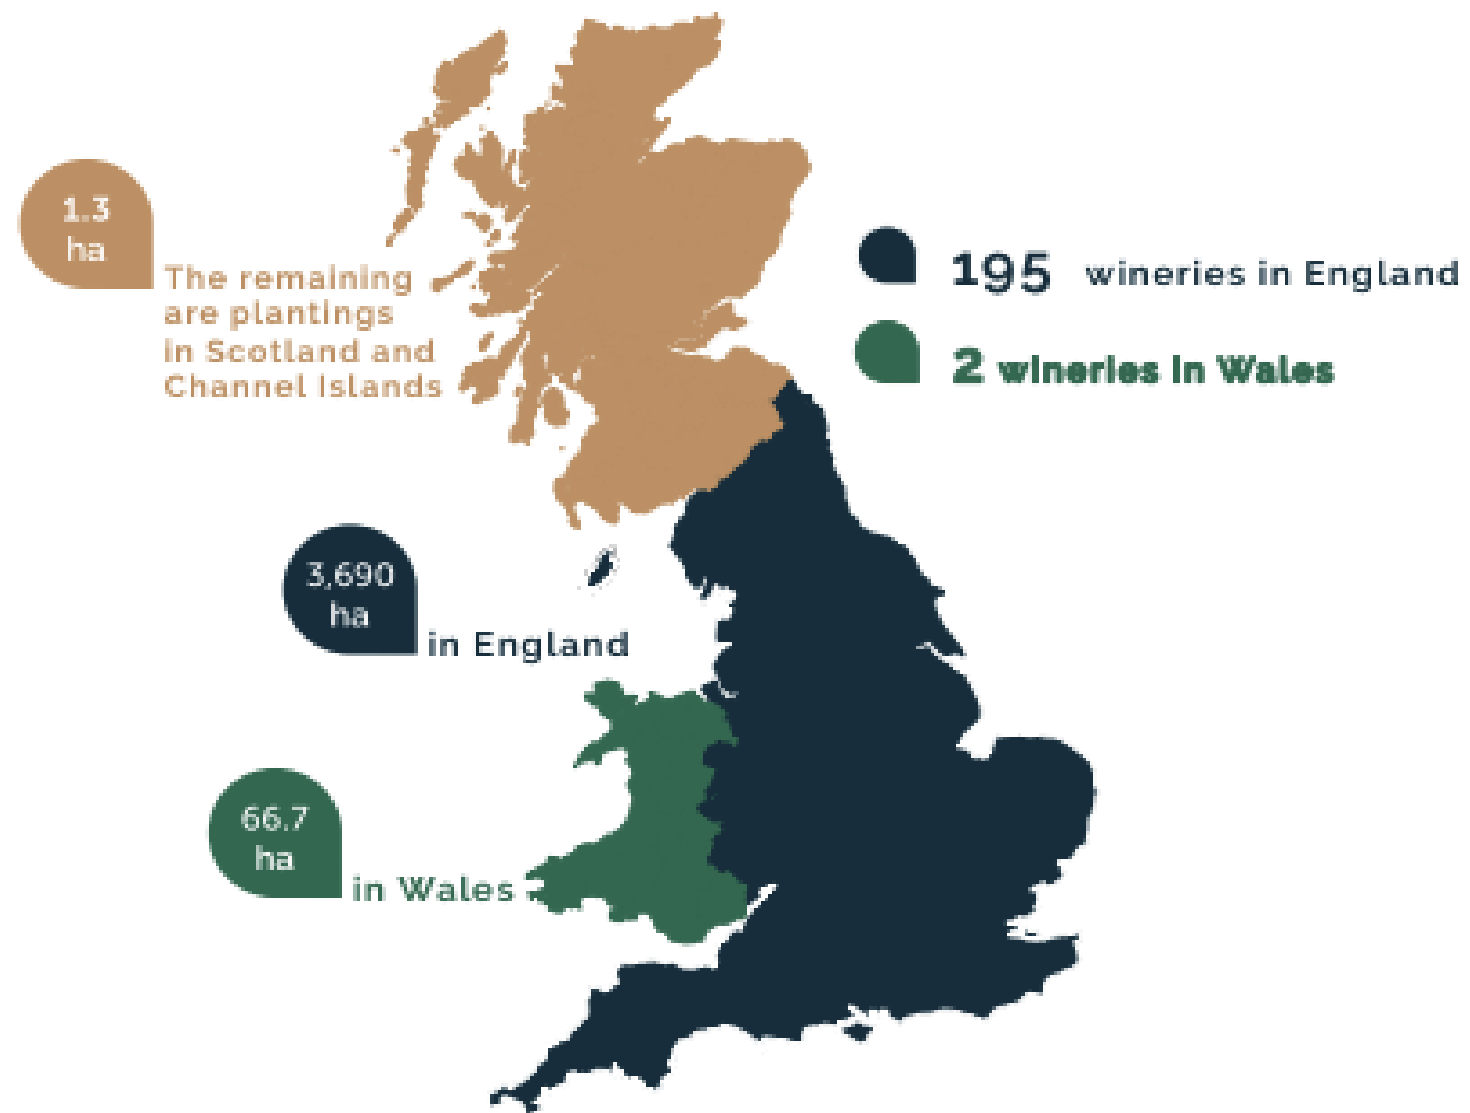 1.3
ha
The remaining
are plantings
in Scotland and
Channel Islands
195 wineries in England
2 wineries in Wales
3,690
ha
in England
66.7
ha
in Wales